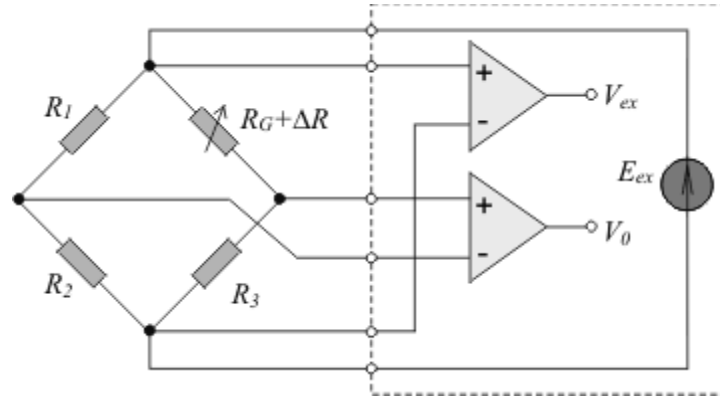 R1
RG+ΔR
+
-
Vex
Eex
+
-
V0
R2
R3